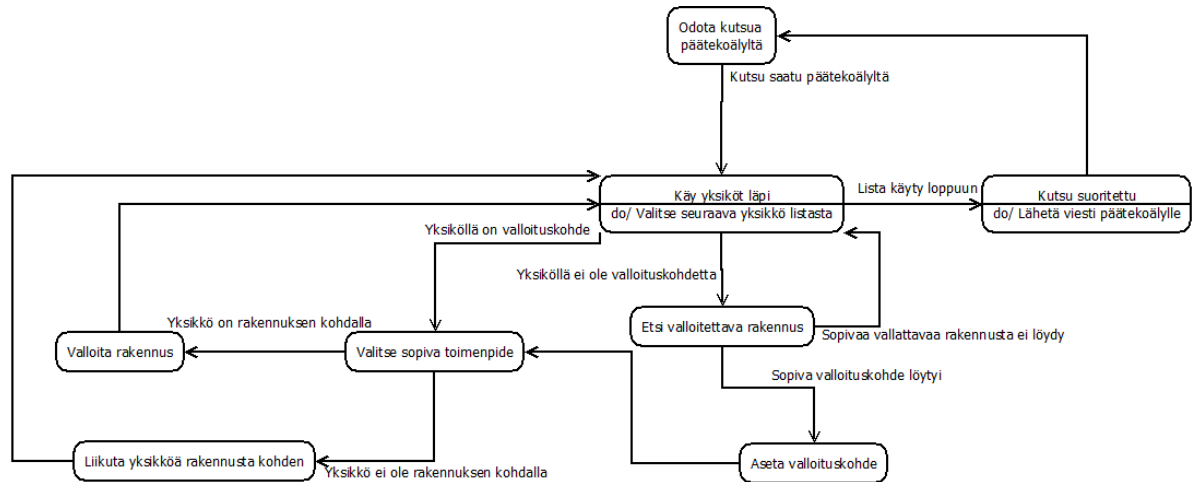 Odota kutsua
päätekoälyltä
Kutsu saatu päätekoälyltä
Käy yksiköt läpi
do/ Valitse seuraava yksikkö listasta
Lista käyty loppuun
Kutsu suoritettu
do/ Lähetä viesti päätekoälylle
Yksiköllä on valloituskohde
Yksiköllä ei ole valloituskohdetta
Etsi valloitettava rakennus
Sopivaa vallattavaa rakennusta ei löydy
Yksikkö on rakennuksen kohdalla
Valloita rakennus
Valitse sopiva toimenpide
Sopiva valloituskohde löytyi
Liikuta yksikköä rakennusta kohden
Yksikkö ei ole rakennuksen kohdalla
Aseta valloituskohde